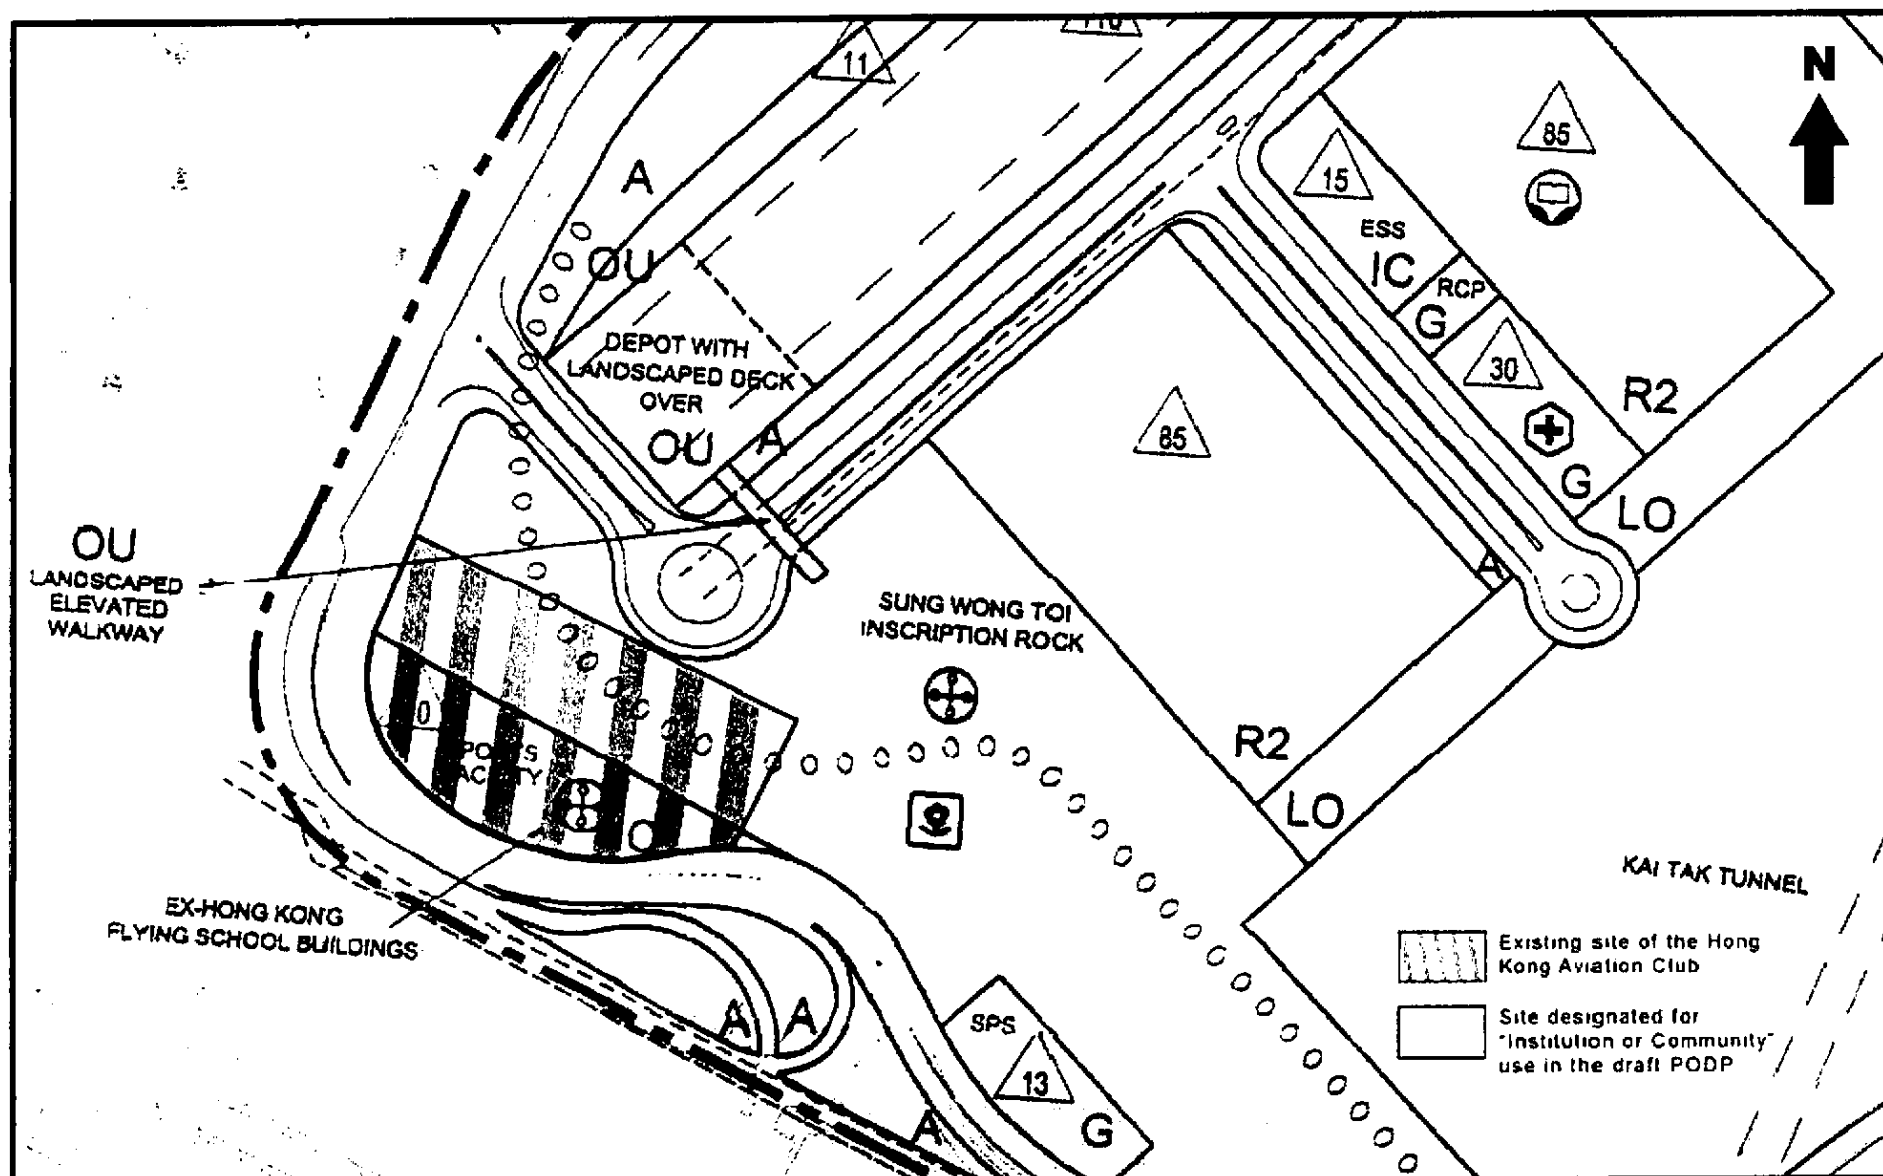 11
N
85
A
15
ESS
OU
IC
RCP
G
DEPOT WITH
LANDSCAPED DECK
OVER
30
R2
85
A
OU
G
LO
OU
LANDSCAPED
ELEVATED
WALKWAY
A
SUNG WONG TOI
INSCRIPTION ROCK
R2
LO
KAI TAK TUNNEL
EX-HONG KONG
FLYING SCHOOL BUILDINGS
Existing site of the Hong
Kong Aviation Club
Site designated for
"Institution or Community"
use in the draft PODP
A
A
SPS
13
G
A